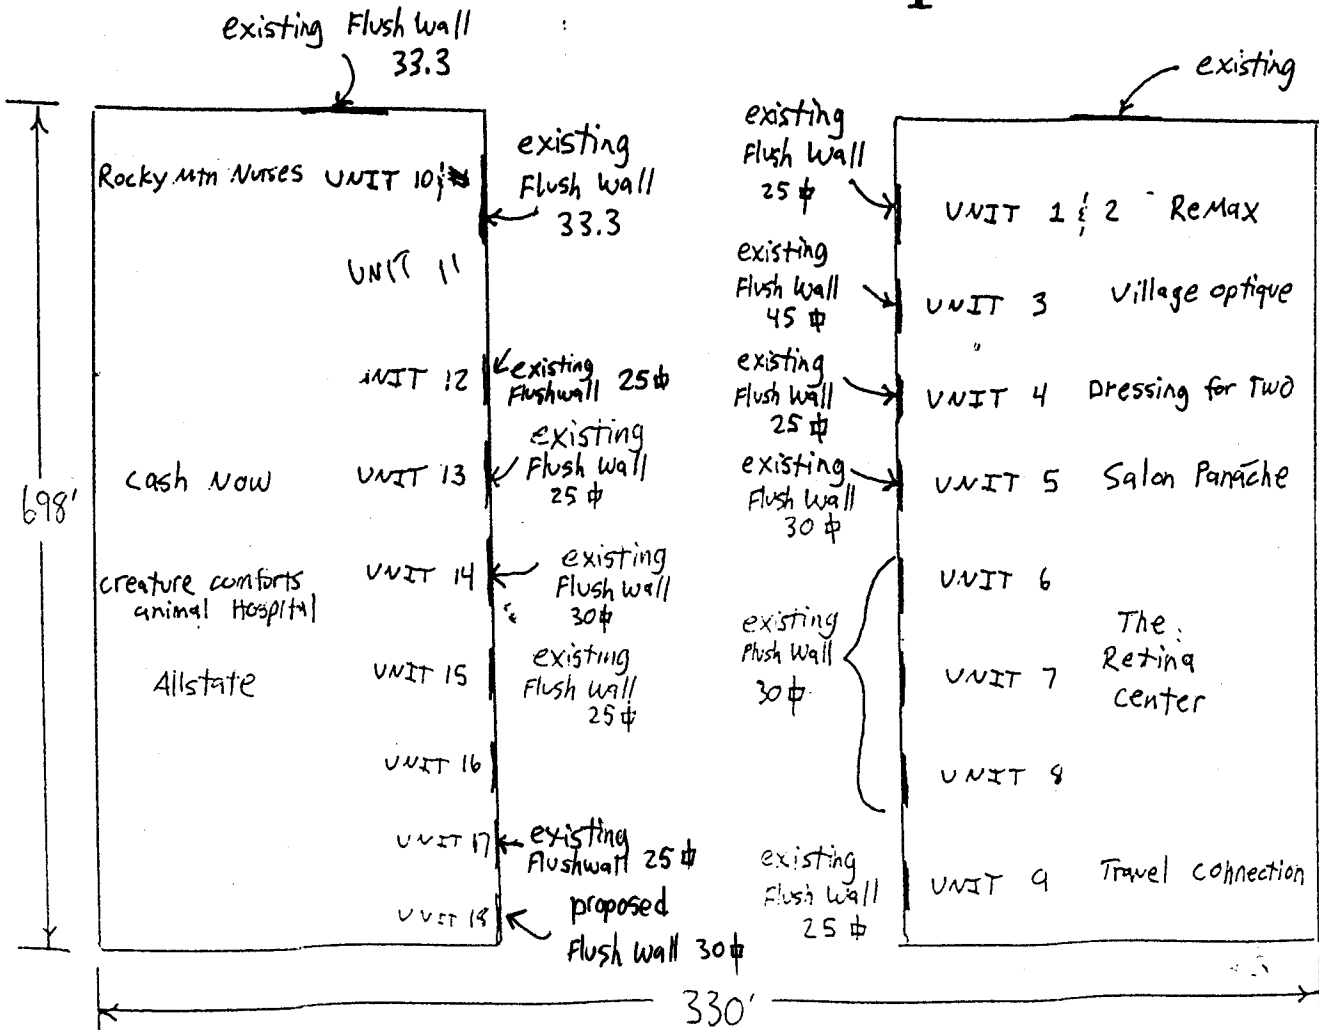 existing Flush Wall
33.3
existing
Rocky Mtn Nurses UNIT 10 &
existing
Flush Wall
33.3
UNIT 11
UNIT 12
existing
Flushwall 25 ⌽
cash Now
UNIT 13
existing
Flush Wall
25 ⌽
creature comforts
animal Hospital
UNIT 14
existing
Flush Wall
30 ⌽
Allstate
UNIT 15
existing
Flush Wall
25 ⌽
UNIT 16
UNIT 17
existing
Flushwall 25 ⌽
UNIT 18
proposed
Flush Wall 30 ⌽
698'
330'
existing
Flush Wall
25 ⌽
UNIT 1 & 2 ReMax
existing
Flush Wall
45 ⌽
UNIT 3 Village optique
existing
Flush Wall
25 ⌽
UNIT 4 Dressing for Two
existing
Flush Wall
30 ⌽
UNIT 5 Salon Panache
existing
Flush Wall
30 ⌽
UNIT 6
UNIT 7
UNIT 8
The
Retina
center
existing
Flush Wall
25 ⌽
UNIT 9 Travel connection